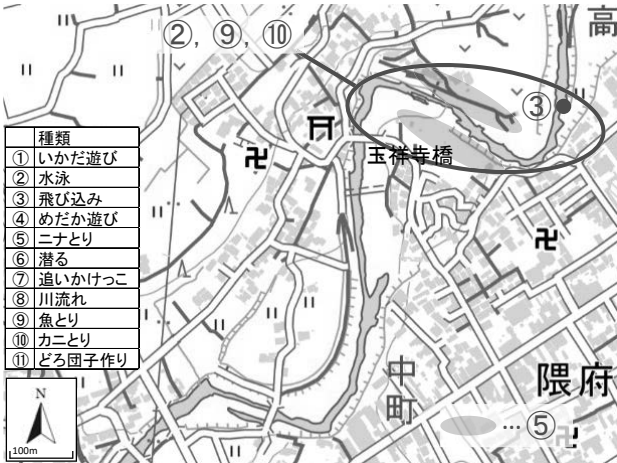 ②, ⑨, ⑩
高
③
玉祥寺橋
種類
① いかだ遊び
② 水泳
③ 飛び込み
④ めだか遊び
⑤ ニナとり
⑥ 潜る
⑦ 追いかけっこ
⑧ 川流れ
⑨ 魚とり
⑩ カニとり
⑪ どろ団子作り
中町
隈府
… ⑤
N
100m